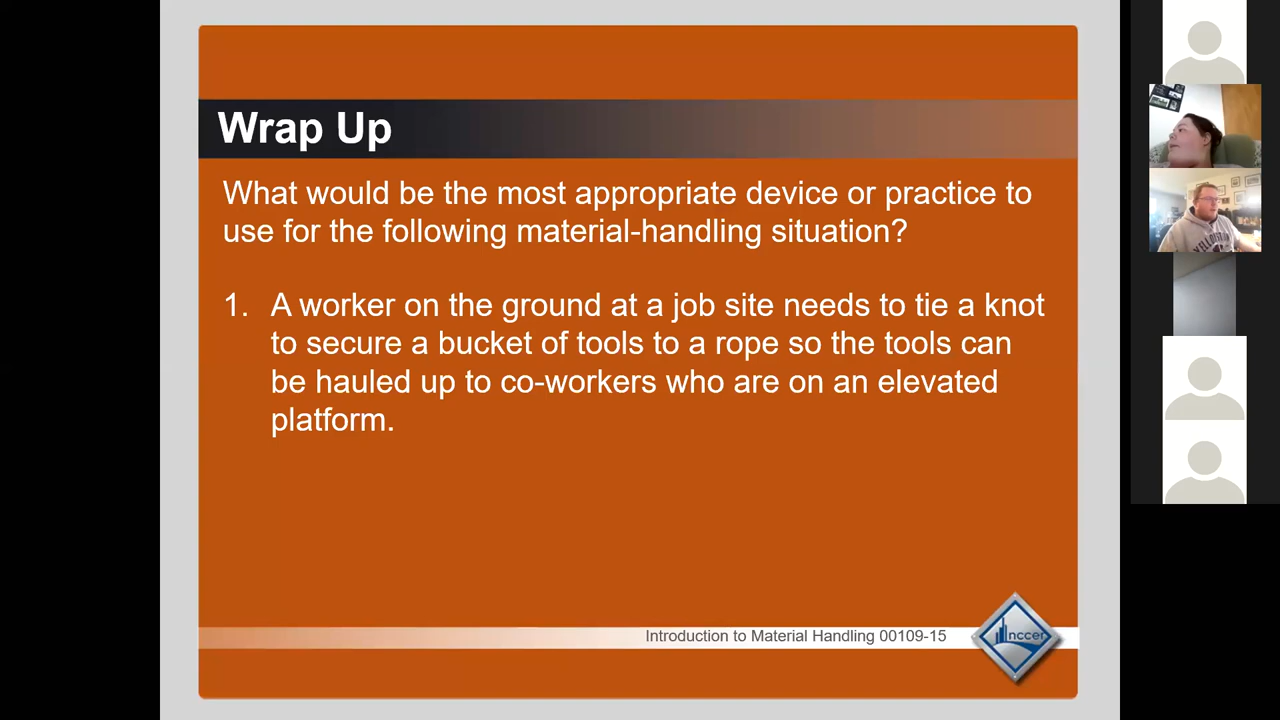 Wrap Up
What would be the most appropriate device or practice to
use for the following material-handling situation?
1. A worker on the ground at a job site needs to tie a knot
to secure a bucket of tools to a rope so the tools can
be hauled up to co-workers who are on an elevated
platform.
Introduction to Material Handling 00109-15
nccer